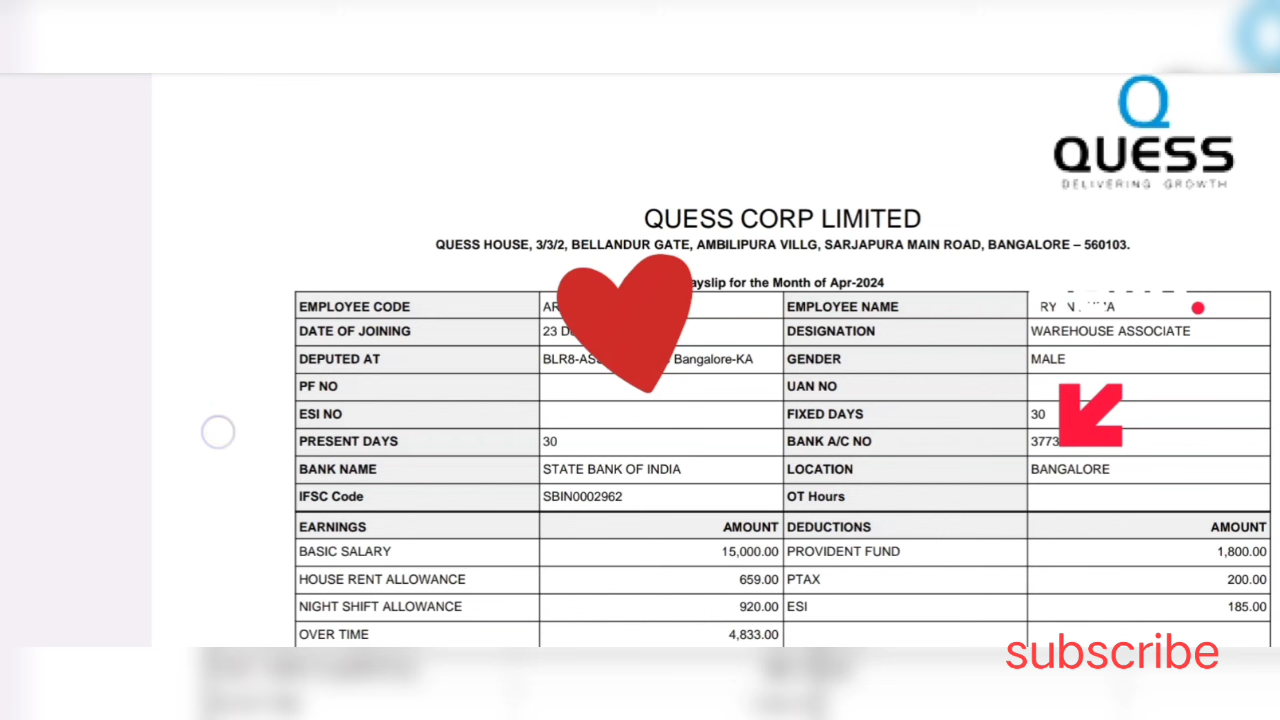 QUESS
DELIVERING GROWTH
QUESS CORP LIMITED
QUESS HOUSE, 3/3/2, BELLANDUR GATE, AMBILIPURA VILLG, SARJAPURA MAIN ROAD, BANGALORE – 560103.
for the Month of Apr-2024
EMPLOYEE CODE EMPLOYEE NAME
DATE OF JOINING 23 DESIGNATION WAREHOUSE ASSOCIATE
DEPUTED AT Bangalore-KA GENDER MALE
PF NO UAN NO
ESI NO FIXED DAYS 30
PRESENT DAYS 30 BANK A/C NO 3773
BANK NAME STATE BANK OF INDIA LOCATION BANGALORE
IFSC Code SBIN0002962 OT Hours
EARNINGS AMOUNT DEDUCTIONS AMOUNT
BASIC SALARY 15,000.00 PROVIDENT FUND 1,800.00
HOUSE RENT ALLOWANCE 659.00 PTAX 200.00
NIGHT SHIFT ALLOWANCE 920.00 ESI 185.00
OVER TIME 4,833.00
subscribe